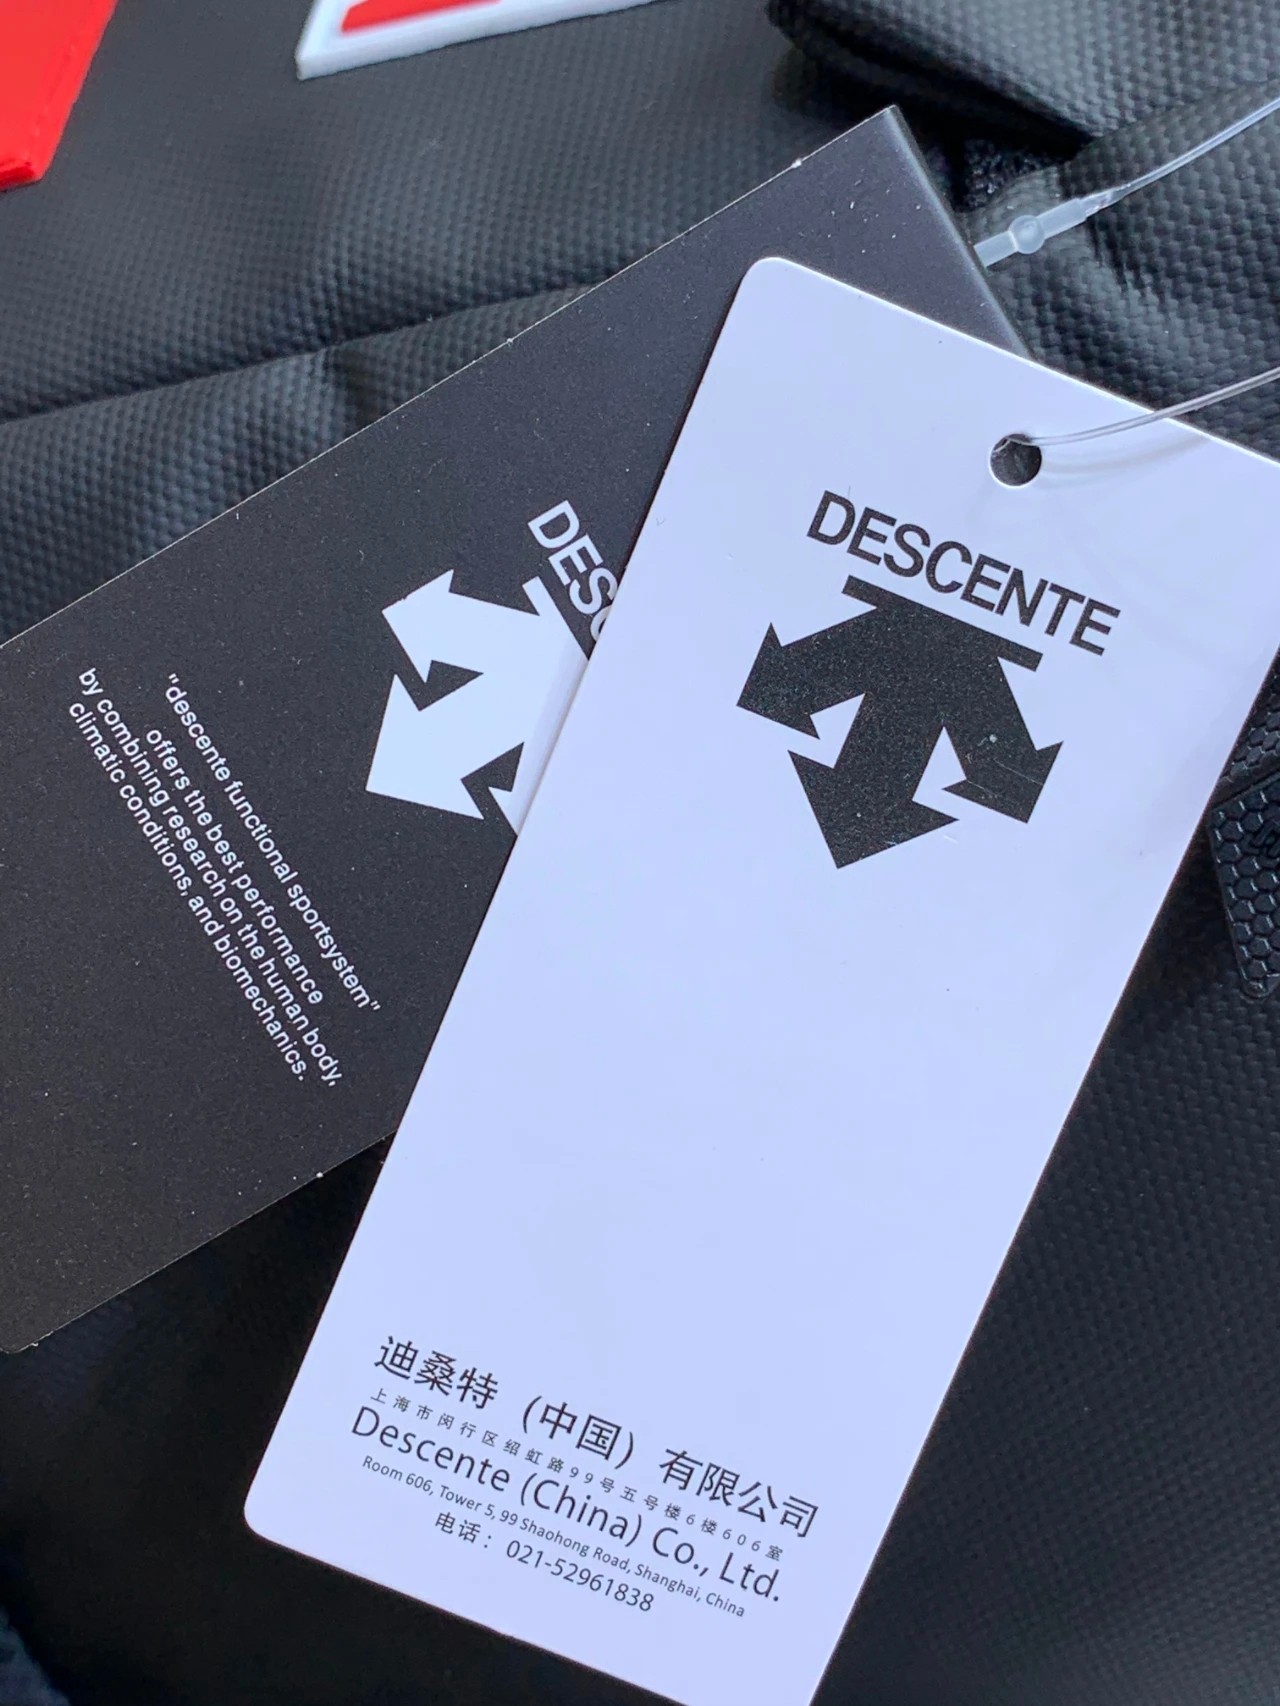 DESC
"descente functional sportsystem"
offers the best performance
by combining research on the human body,
climatic conditions, and biomechanics.
DESCENTE
迪桑特（中国）有限公司
上海市闵行区绍虹路99号五号楼6楼606室
Descente (China) Co., Ltd.
Room 606, Tower 5, 99 Shaohong Road, Shanghai, China
电话：021-52961838